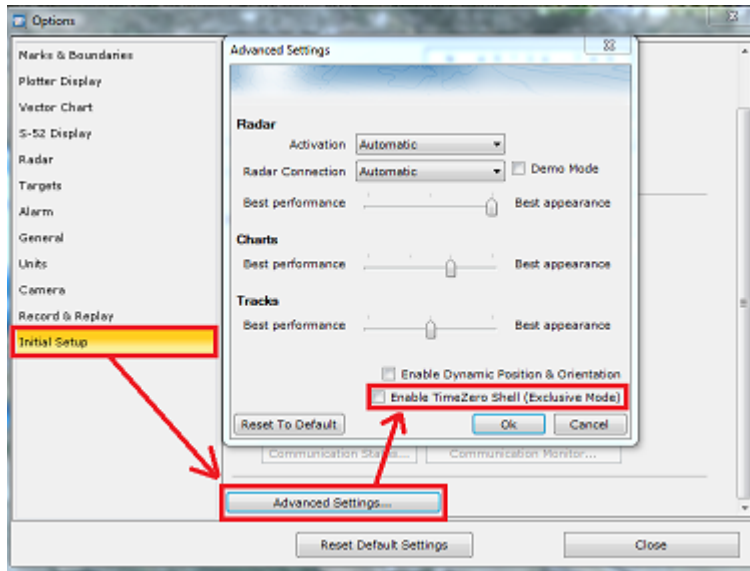 Options
Marks & Boundaries
Plotter Display
Vector Chart
S-52 Display
Radar
Targets
Alarm
General
Units
Camera
Record & Replay
Initial Setup
Advanced Settings
Radar
Activation Automatic
Radar Connection Automatic Demo Mode
Best performance Best appearance
Charts
Best performance Best appearance
Tracks
Best performance Best appearance
Enable Dynamic Position & Orientation
Enable TimeZero Shell (Exclusive Mode)
Reset To Default Ok Cancel
Communication Status... Communication Monitor...
Advanced Settings...
Reset Default Settings Close